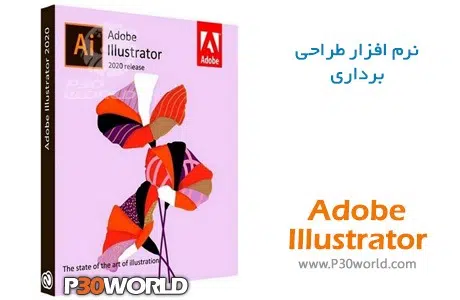 Adobe Illustrator 2020
Ai
Adobe
Illustrator
2020 release
Adobe
The state of the art of illustration.
P30WORLD
نرم افزار طراحی
برداری
Adobe
Illustrator
www.P30world.com